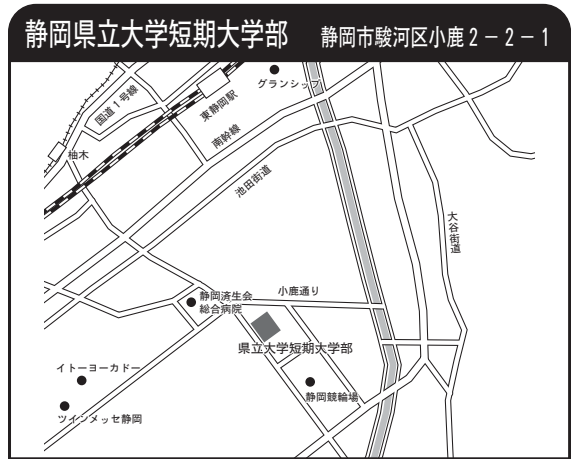 静岡県立大学短期大学部 静岡市駿河区小鹿2－2－1
グランシップ
国道1号線
東静岡駅
柚木
南幹線
池田街道
大谷街道
静岡済生会
総合病院
小鹿通り
県立大学短期大学部
イトーヨーカドー
静岡競輪場
ツインメッセ静岡